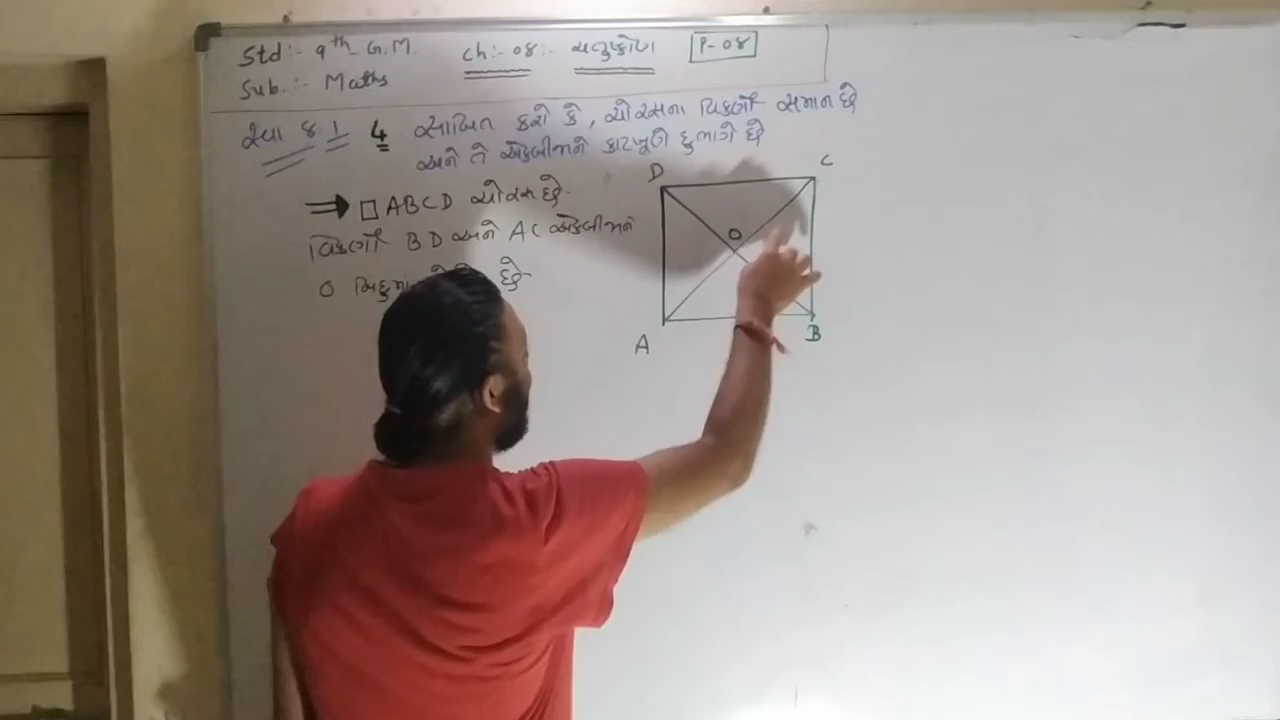 Std :- 9th G.M. ch :- 08 :- ચતુષ્કોણ P-08
Sub. :- Maths
સ્વા 8.1 4 સાબિત કરો કે, ચોરસના વિકર્ણો સમાન છે
અને તે એકબીજાને કાટખૂણે દુભાગે છે
D C
⇒ □ ABCD ચોરસ છે.
વિકર્ણો BD અને AC એકબીજાને
O
O છે.
A B